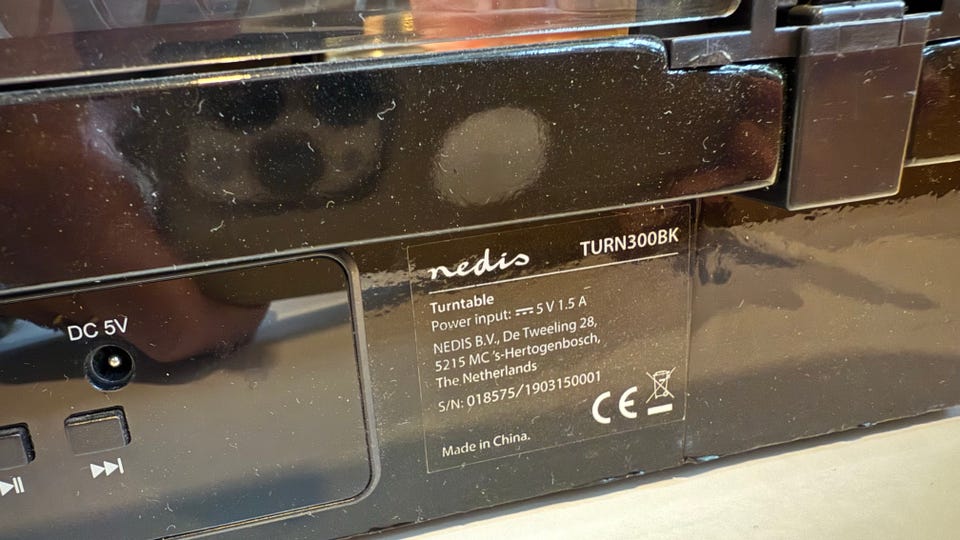 nedis TURN300BK
Turntable
Power input: ⎓ 5 V 1.5 A
NEDIS B.V., De Tweeling 28,
5215 MC 's-Hertogenbosch,
The Netherlands
S/N: 018575/1903150001
CE
Made in China.
DC 5V